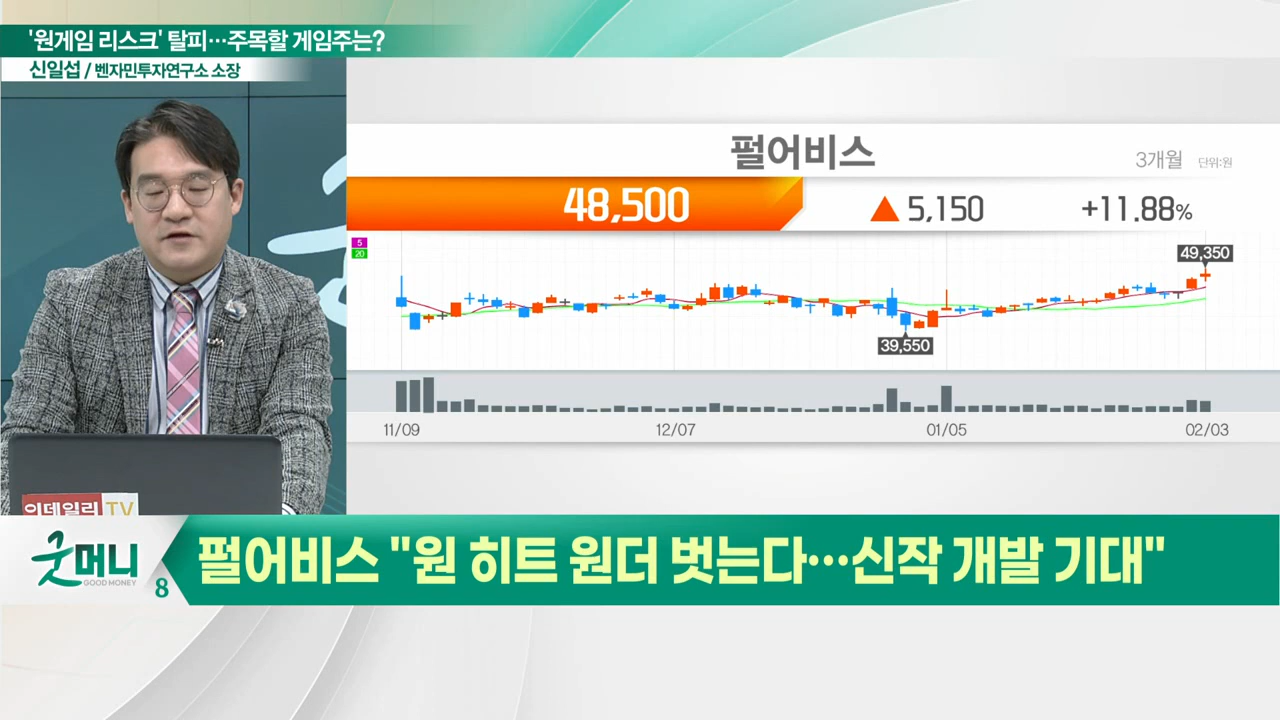 '원게임 리스크' 탈피…주목할 게임주는?
신일섭 / 벤자민투자연구소 소장
펄어비스
3개월 단위:원
48,500 ▲ 5,150 +11.88%
5
20
49,350
39,550
11/09 12/07 01/05 02/03
이데일리 TV
굿머니
GOOD MONEY
8
펄어비스 "원 히트 원더 벗는다…신작 개발 기대"